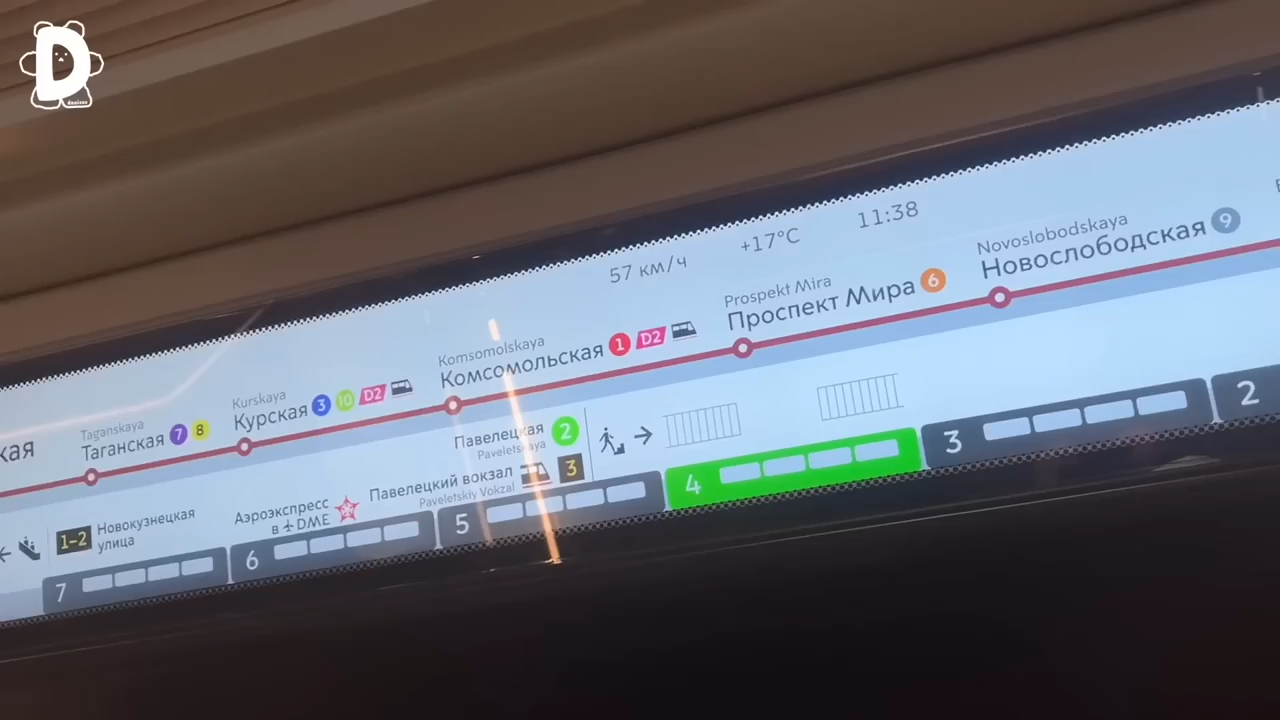 D
57 км/ч
+17°C
11:38
Taganskaya
Таганская 7 8
Kurskaya
Курская 3 10 D2
Komsomolskaya
Комсомольская 1 D2
Prospekt Mira
Проспект Мира 6
Novoslobodskaya
Новослободская 9
1-2 Новокузнецкая
улица
Аэроэкспресс
в DME
Павелецкая 2
Paveletskaya
Павелецкий вокзал 3
Paveletskiy Vokzal
7
6
5
4
3
2